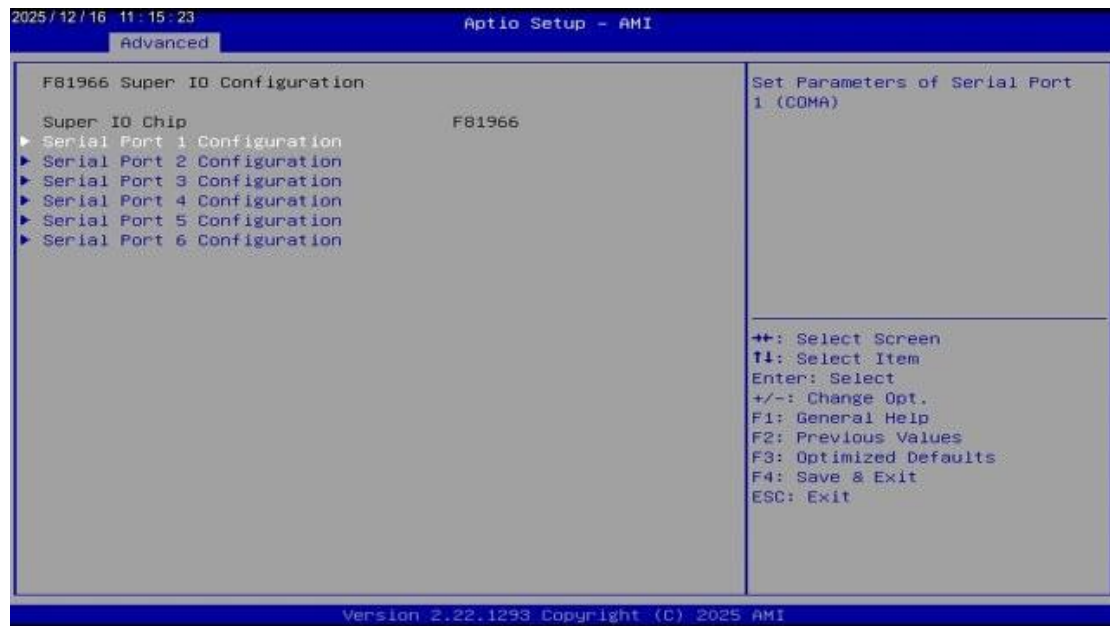 2025/12/16 11:15:23
Aptio Setup - AMI
Advanced
F81966 Super IO Configuration
Super IO Chip F81966
▶ Serial Port 1 Configuration
▶ Serial Port 2 Configuration
▶ Serial Port 3 Configuration
▶ Serial Port 4 Configuration
▶ Serial Port 5 Configuration
▶ Serial Port 6 Configuration
Set Parameters of Serial Port
1 (COMA)
→←: Select Screen
↑↓: Select Item
Enter: Select
+/-: Change Opt.
F1: General Help
F2: Previous Values
F3: Optimized Defaults
F4: Save & Exit
ESC: Exit
Version 2.22.1293 Copyright (C) 2025 AMI